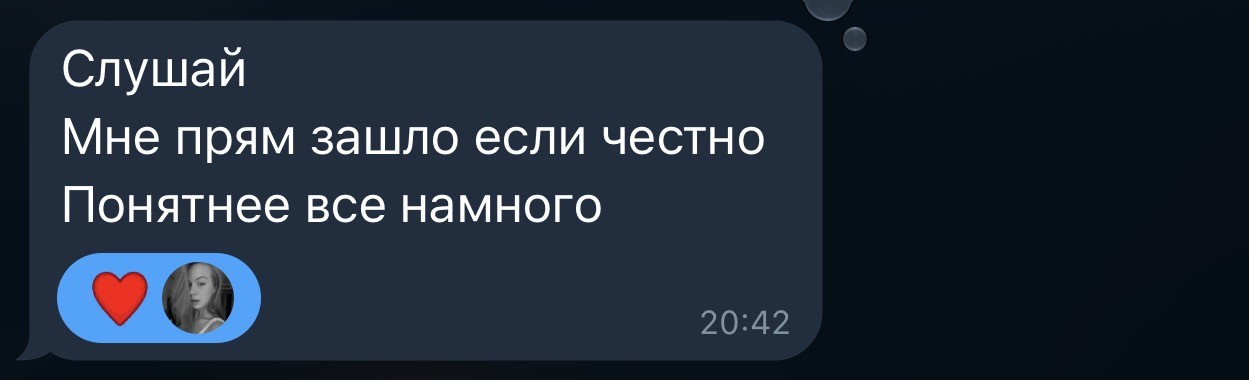 Слушай
Мне прям зашло если честно
Понятнее все намного
20:42